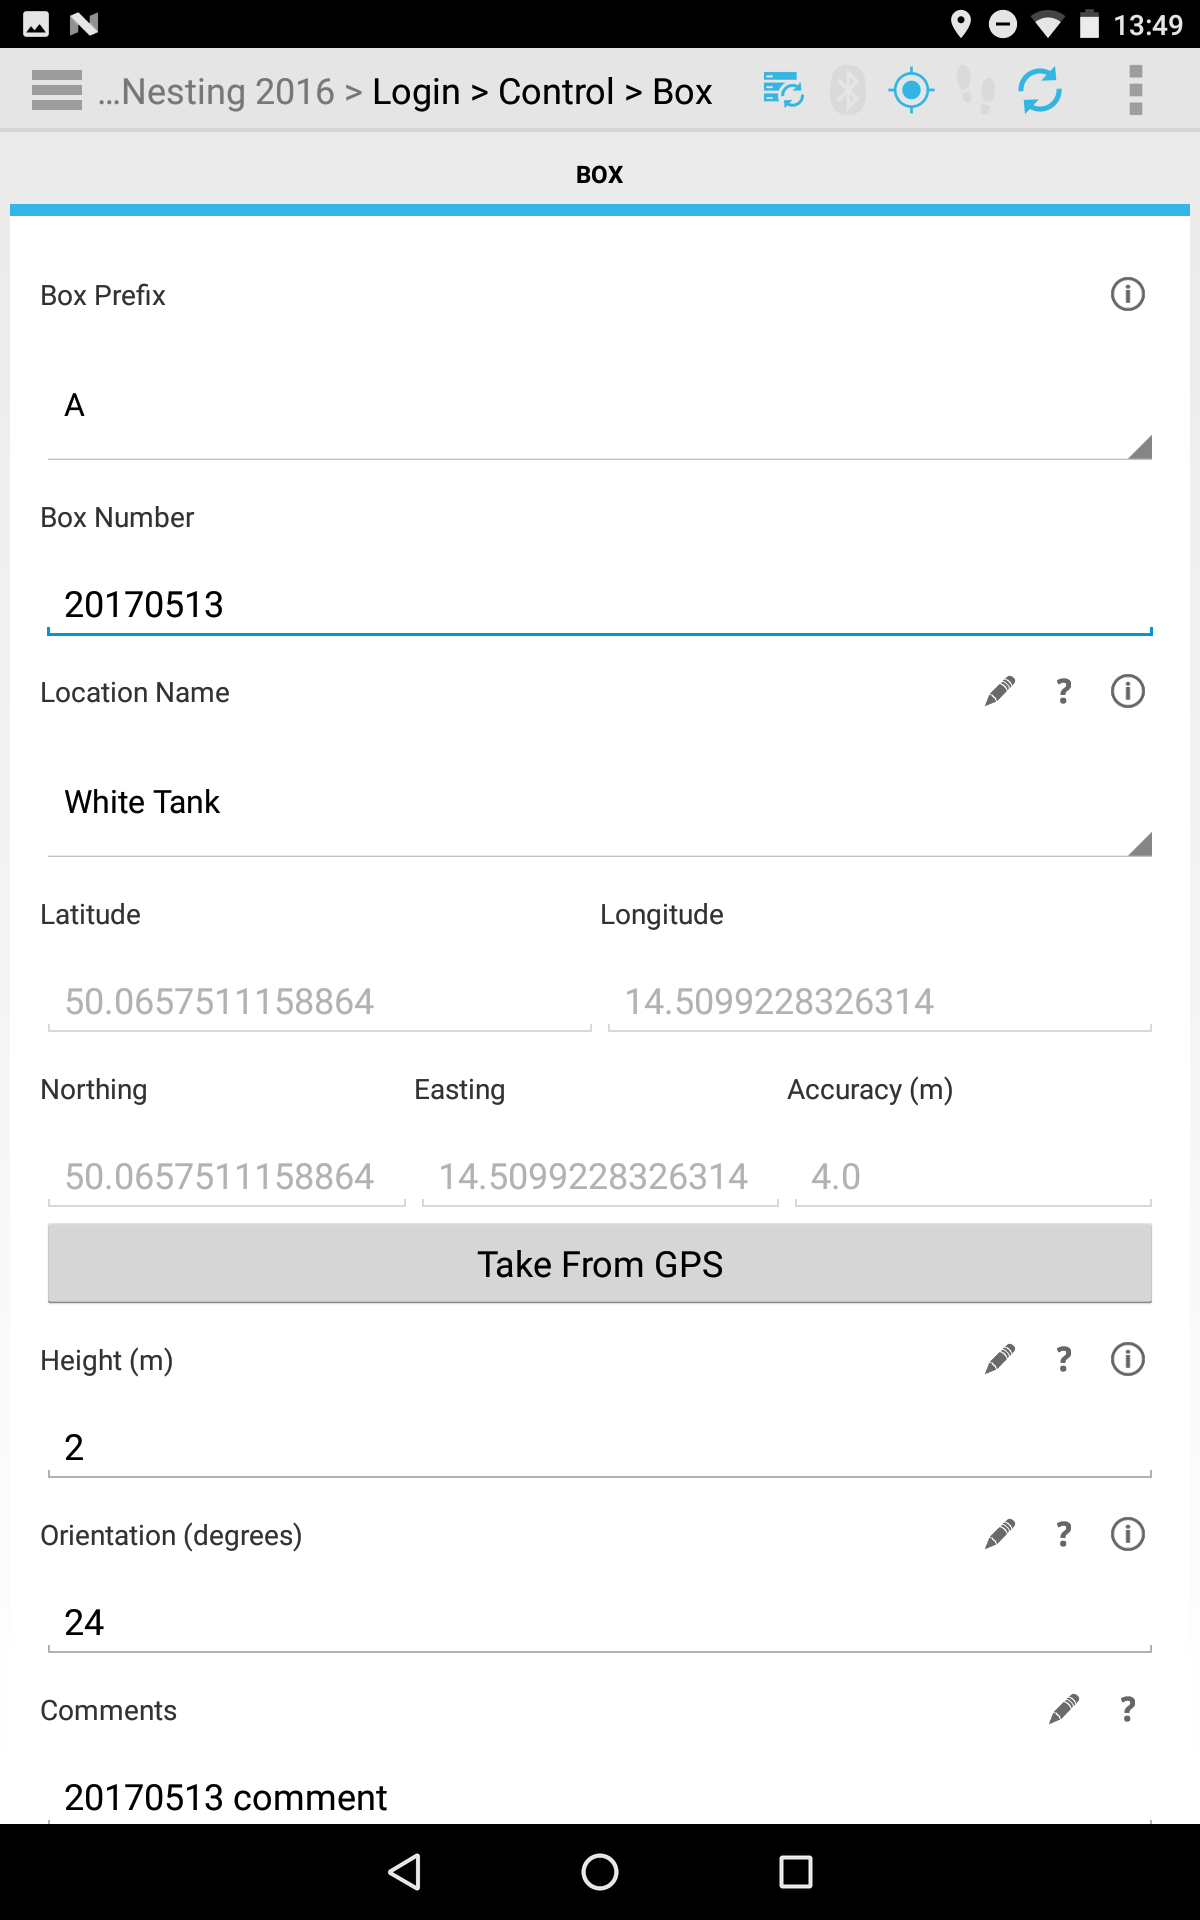 13:49
...Nesting 2016 > Login > Control > Box
BOX
Box Prefix
A
Box Number
20170513
Location Name
?
White Tank
Latitude Longitude
50.0657511158864 14.5099228326314
Northing Easting Accuracy (m)
50.0657511158864 14.5099228326314 4.0
Take From GPS
Height (m)
?
2
Orientation (degrees)
?
24
Comments
?
20170513 comment